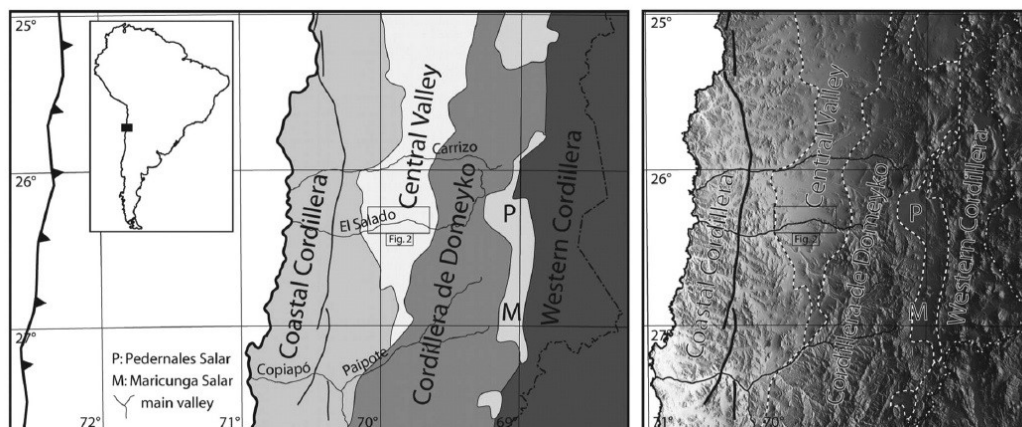 25°
26°
27°
72°
71°
70°
69°
Coastal Cordillera
Central Valley
Cordillera de Domeyko
Western Cordillera
Carrizo
El Salado
Fig.2
P
M
Copiapó
Paipote
P: Pedernales Salar
M: Maricunga Salar
main valley
25°
26°
27°
71°
70°
69°
Coastal Cordillera
Central Valley
Cordillera de Domeyko
Western Cordillera
Fig.2
P
M